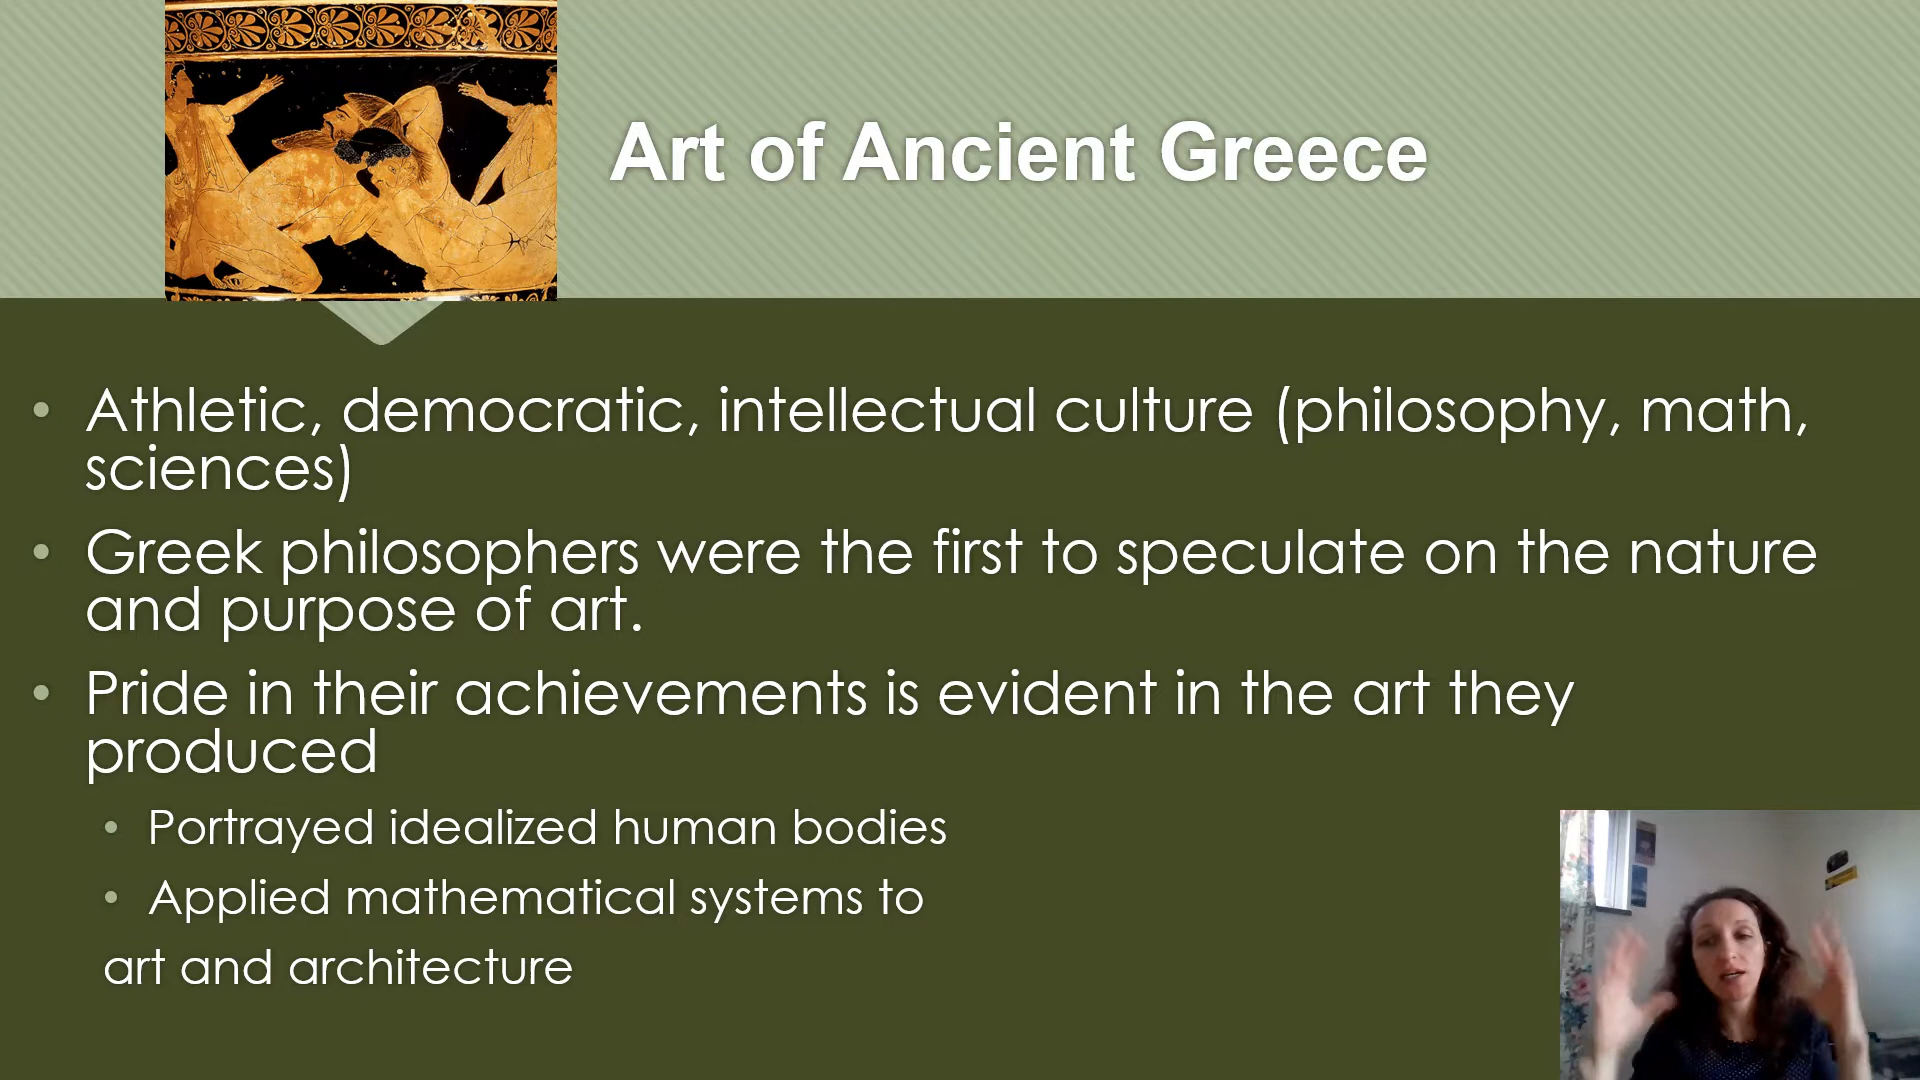 Art of Ancient Greece
• Athletic, democratic, intellectual culture (philosophy, math,
sciences)
• Greek philosophers were the first to speculate on the nature
and purpose of art.
• Pride in their achievements is evident in the art they
produced
• Portrayed idealized human bodies
• Applied mathematical systems to
art and architecture